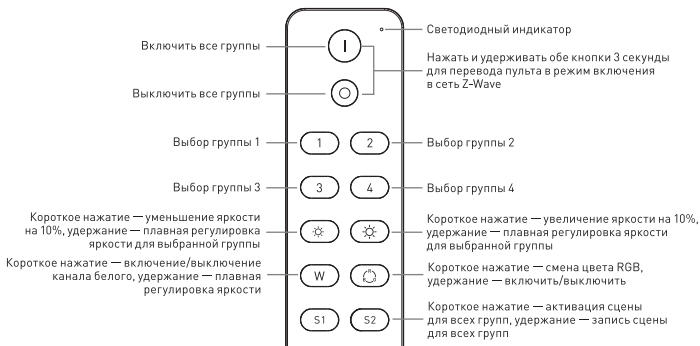 Светодиодный индикатор
Включить все группы
I
Нажать и удерживать обе кнопки 3 секунды
для перевода пульта в режим включения
в сеть Z-Wave
Выключить все группы
Выбор группы 1
1
2
Выбор группы 2
Выбор группы 3
3
4
Выбор группы 4
Короткое нажатие — уменьшение яркости
на 10%, удержание — плавная регулировка
яркости для выбранной группы
Короткое нажатие — увеличение яркости на 10%,
удержание — плавная регулировка яркости
для выбранной группы
Короткое нажатие — включение/выключение
канала белого, удержание — плавная
регулировка яркости
W
Короткое нажатие — смена цвета RGB,
удержание — включить/выключить
S1
S2
Короткое нажатие — активация сцены
для всех групп, удержание — запись сцены
для всех групп